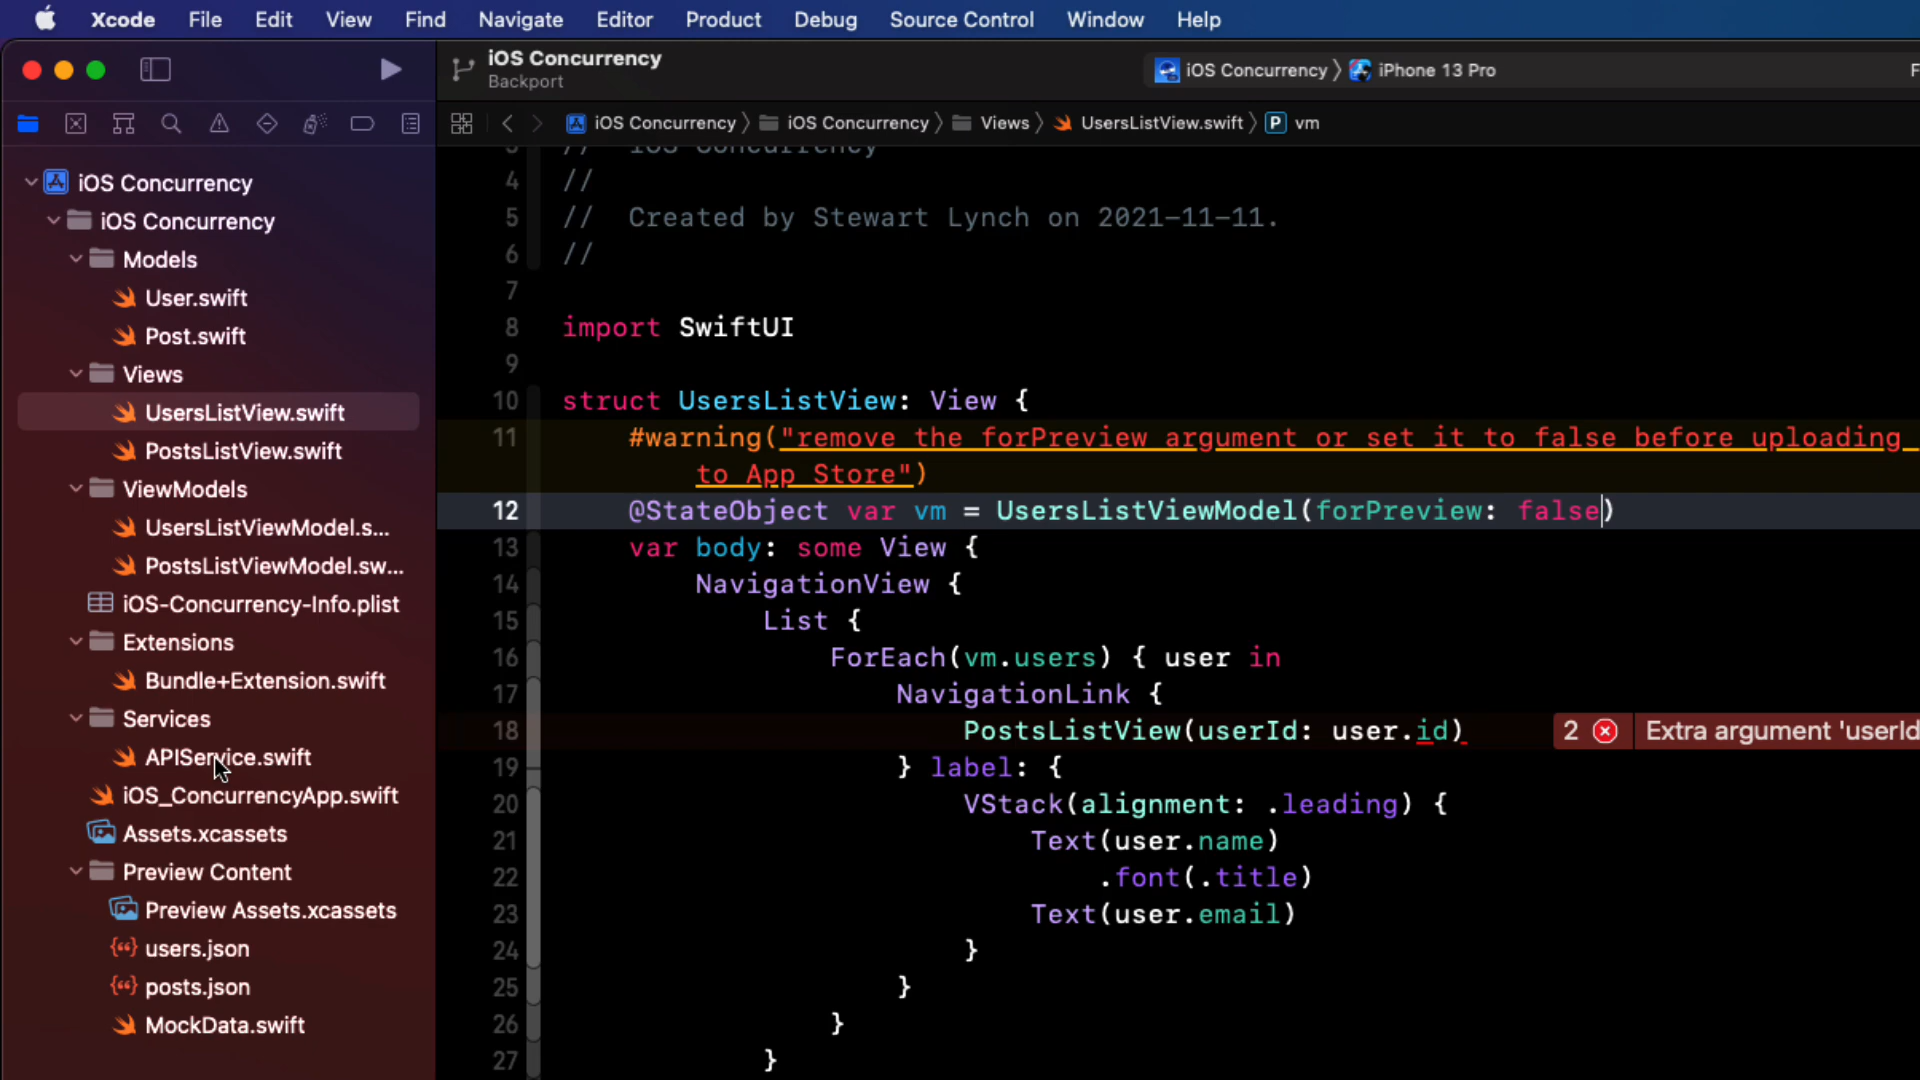 Xcode File Edit View Find Navigate Editor Product Debug Source Control Window Help
iOS Concurrency
Backport
iOS Concurrency iPhone 13 Pro
F
iOS Concurrency iOS Concurrency Views UsersListView.swift P vm
iOS Concurrency
iOS Concurrency
Models
User.swift
Post.swift
Views
UsersListView.swift
PostsListView.swift
ViewModels
UsersListViewModel.s...
PostsListViewModel.sw...
iOS-Concurrency-Info.plist
Extensions
Bundle+Extension.swift
Services
APIService.swift
iOS_ConcurrencyApp.swift
Assets.xcassets
Preview Content
Preview Assets.xcassets
users.json
posts.json
MockData.swift
3 // iOS Concurrency
4 //
5 // Created by Stewart Lynch on 2021-11-11.
6 //
7
8 import SwiftUI
9
10 struct UsersListView: View {
11 #warning("remove the forPreview argument or set it to false before uploading
to App Store")
12 @StateObject var vm = UsersListViewModel(forPreview: false)
13 var body: some View {
14 NavigationView {
15 List {
16 ForEach(vm.users) { user in
17 NavigationLink {
18 PostsListView(userId: user.id) 2 Extra argument 'userId
19 } label: {
20 VStack(alignment: .leading) {
21 Text(user.name)
22 .font(.title)
23 Text(user.email)
24 }
25 }
26 }
27 }